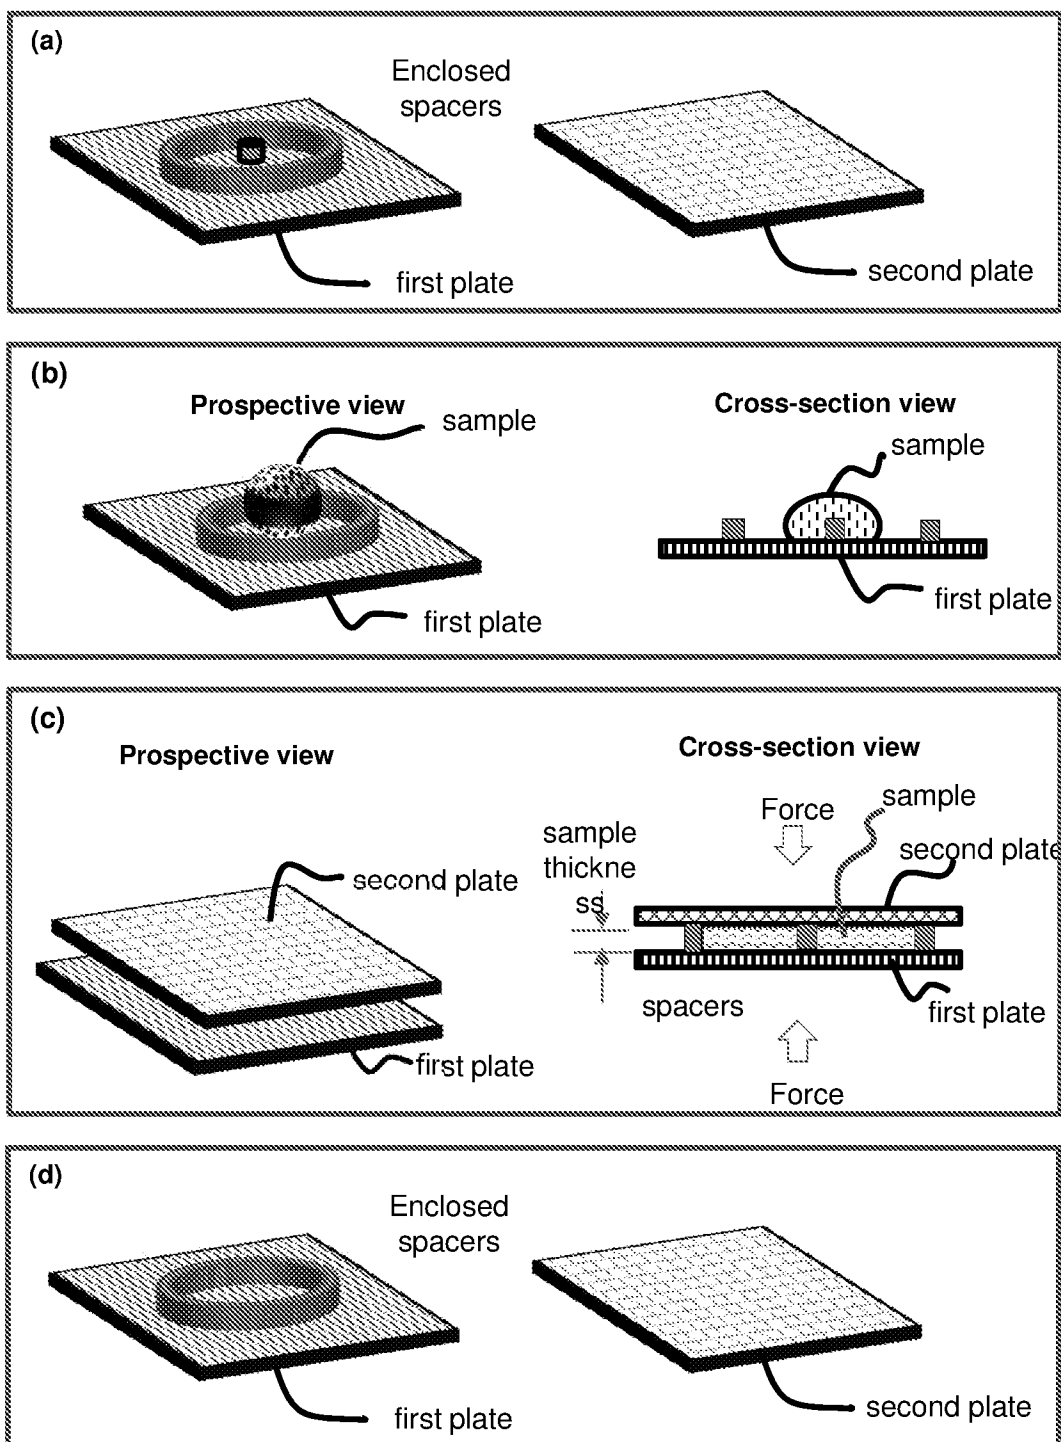 (a)
Enclosed
spacers
first plate
second plate
(b)
Prospective view
sample
first plate
Cross-section view
sample
first plate
(c)
Prospective view
second plate
first plate
Cross-section view
Force
sample
sample
thickne
ss
second plate
spacers
first plate
Force
(d)
Enclosed
spacers
first plate
second plate